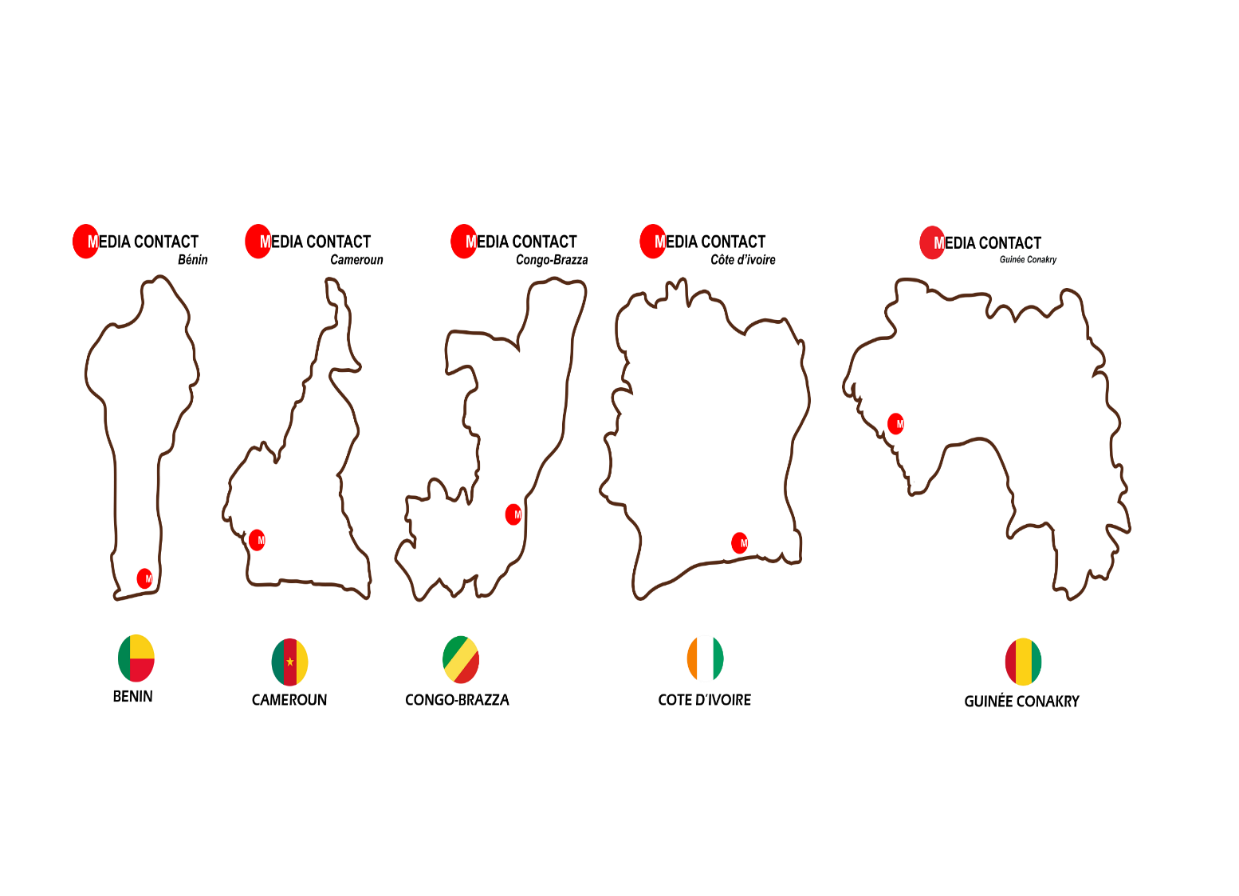 MEDIA CONTACT
Bénin
MEDIA CONTACT
Cameroun
MEDIA CONTACT
Congo-Brazza
MEDIA CONTACT
Côte d'ivoire
MEDIA CONTACT
Guinée Conakry
M
M
M
M
M
BENIN
CAMEROUN
CONGO-BRAZZA
COTE D'IVOIRE
GUINÉE CONAKRY